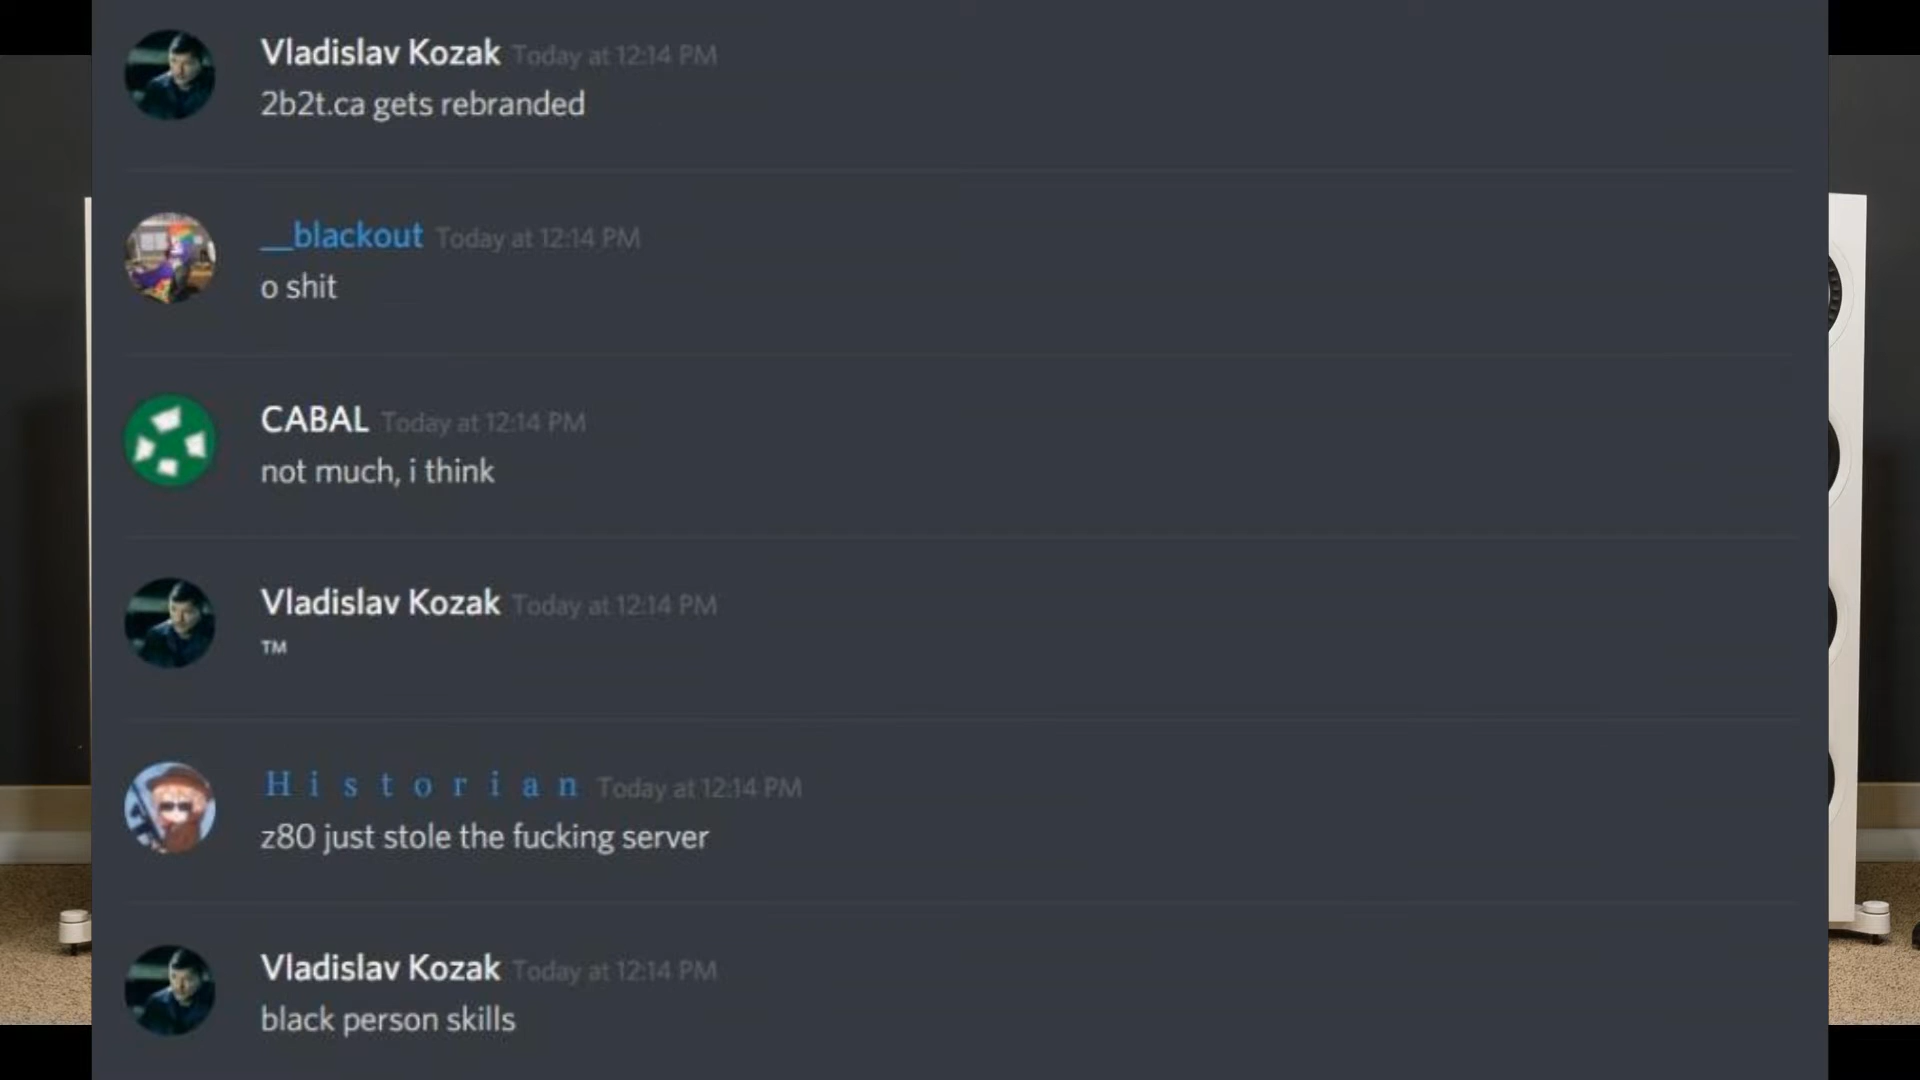 Vladislav Kozak Today at 12:14 PM
2b2t.ca gets rebranded
__blackout Today at 12:14 PM
o shit
CABAL Today at 12:14 PM
not much, i think
Vladislav Kozak Today at 12:14 PM
™
H i s t o r i a n Today at 12:14 PM
z80 just stole the fucking server
Vladislav Kozak Today at 12:14 PM
black person skills